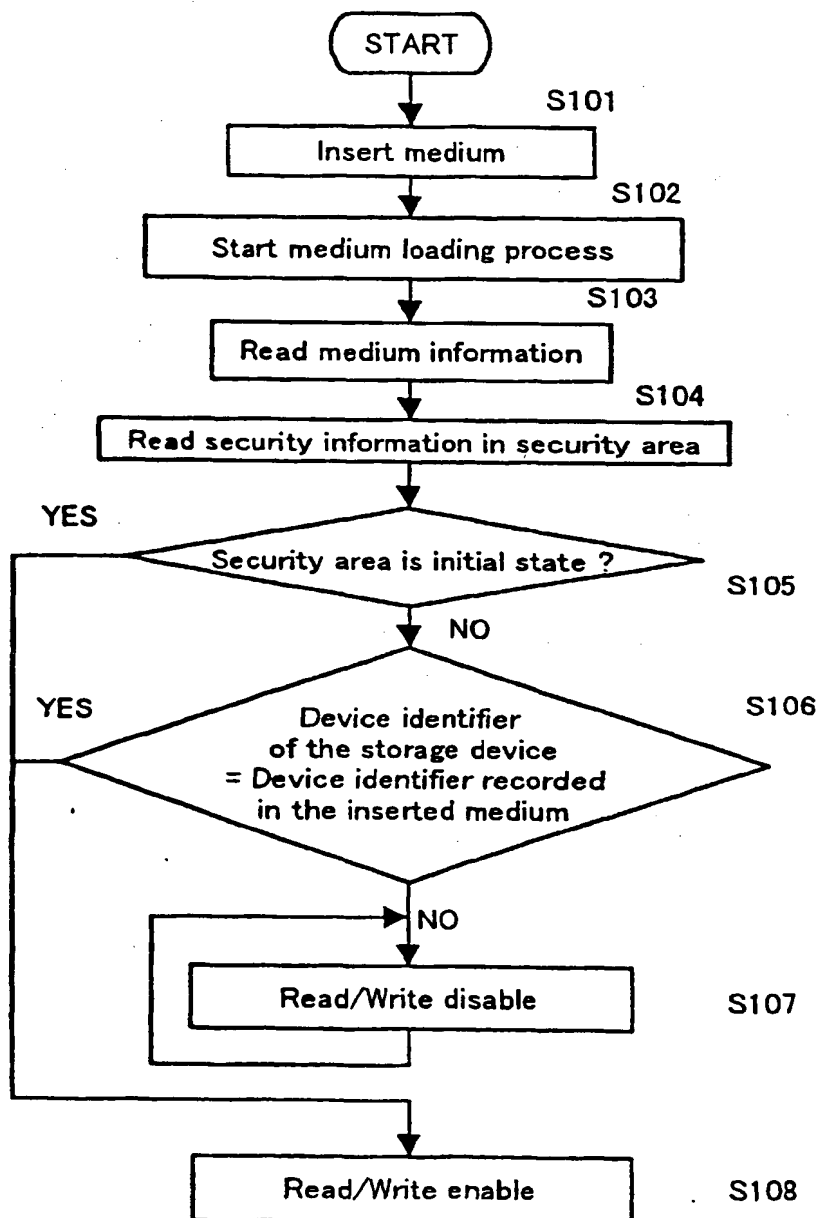 START
S101
Insert medium
S102
Start medium loading process
S103
Read medium information
S104
Read security information in security area
YES
Security area is initial state ?
S105
NO
YES
S106
Device identifier
of the storage device
= Device identifier recorded
in the inserted medium
NO
Read/Write disable
S107
Read/Write enable
S108